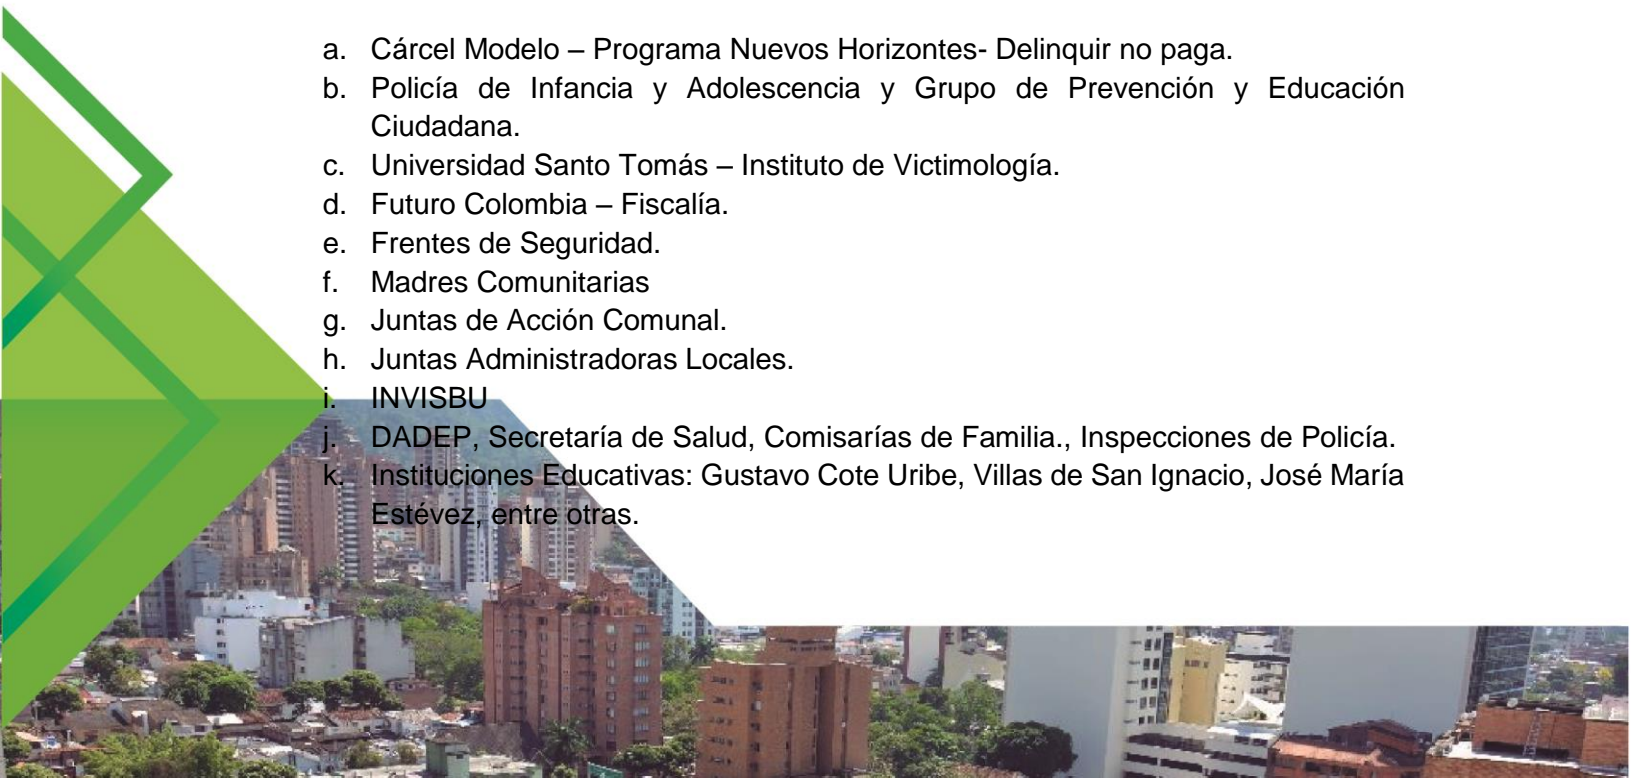 a. Cárcel Modelo – Programa Nuevos Horizontes- Delinquir no paga.
b. Policía de Infancia y Adolescencia y Grupo de Prevención y Educación
Ciudadana.
c. Universidad Santo Tomás – Instituto de Victimología.
d. Futuro Colombia – Fiscalía.
e. Frentes de Seguridad.
f. Madres Comunitarias
g. Juntas de Acción Comunal.
h. Juntas Administradoras Locales.
i. INVISBU
j. DADEP, Secretaría de Salud, Comisarías de Familia., Inspecciones de Policía.
k. Instituciones Educativas: Gustavo Cote Uribe, Villas de San Ignacio, José María
Estévez, entre otras.